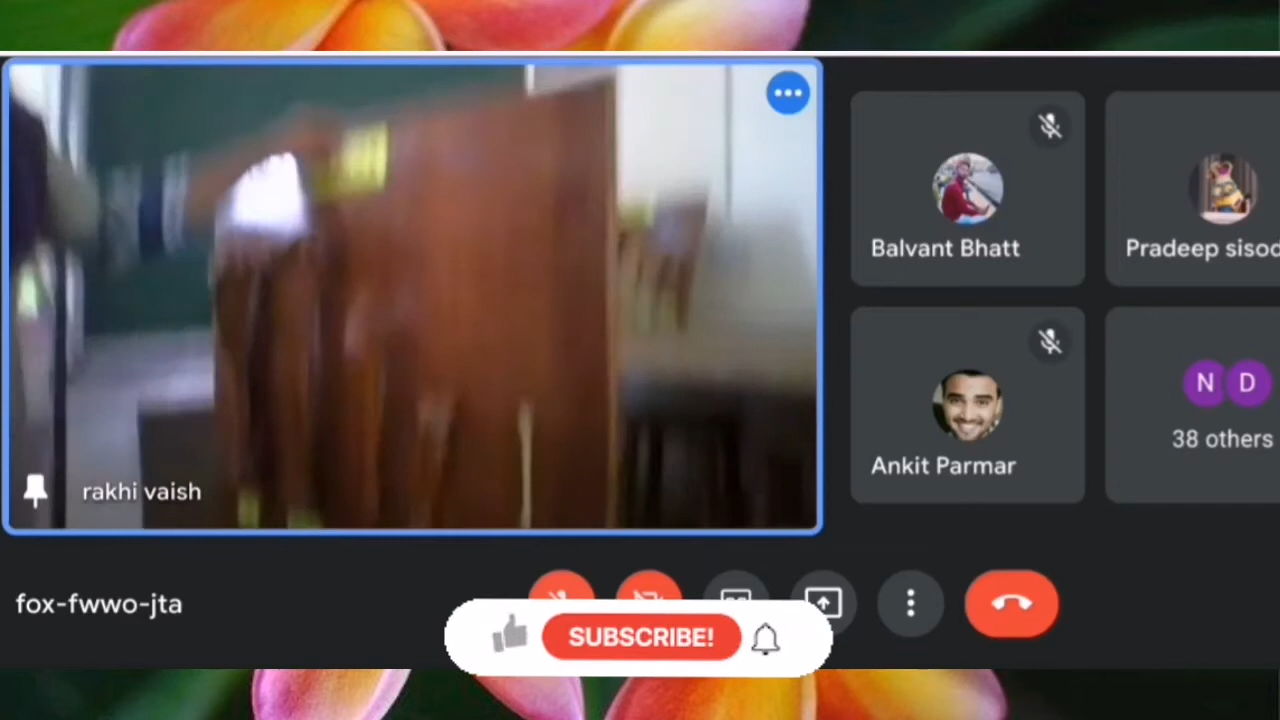 Balvant Bhatt
Pradeep sisod
Ankit Parmar
N D
38 others
rakhi vaish
fox-fwwo-jta
SUBSCRIBE!